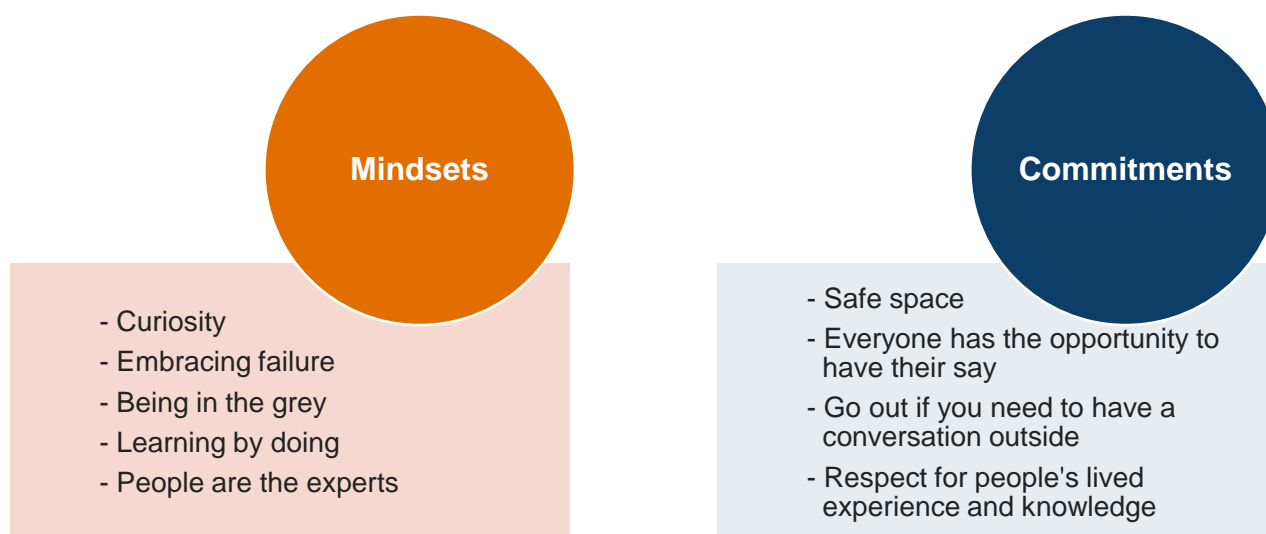 Mindsets
- Curiosity
- Embracing failure
- Being in the grey
- Learning by doing
- People are the experts
Commitments
- Safe space
- Everyone has the opportunity to
have their say
- Go out if you need to have a
conversation outside
- Respect for people's lived
experience and knowledge